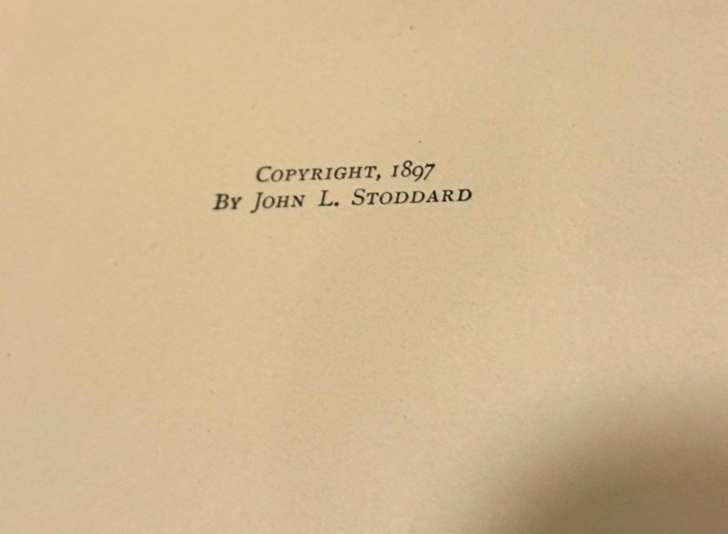 COPYRIGHT, 1897
BY JOHN L. STODDARD